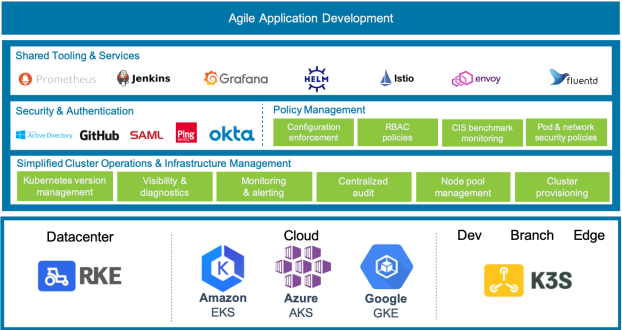 Agile Application Development
Shared Tooling & Services
Prometheus
Jenkins
Grafana
HELM
Istio
envoy
fluentd
Security & Authentication
Active Directory
GitHub
SAML
Ping
okta
Policy Management
Configuration
enforcement
RBAC
policies
CIS benchmark
monitoring
Pod & network
security policies
Simplified Cluster Operations & Infrastructure Management
Kubernetes version
management
Visibility &
diagnostics
Monitoring
& alerting
Centralized
audit
Node pool
management
Cluster
provisioning
Datacenter
RKE
Cloud
Amazon
EKS
Azure
AKS
Google
GKE
Dev Branch Edge
K3S